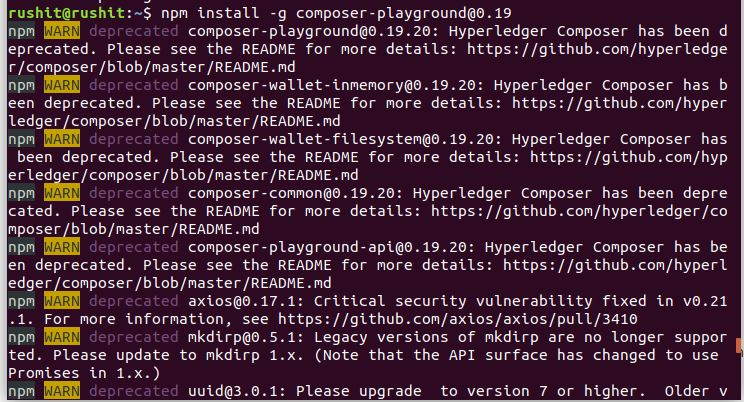 rushit@rushit:~$ npm install -g composer-playground@0.19
npm WARN deprecated composer-playground@0.19.20: Hyperledger Composer has been d
eprecated. Please see the README for more details: https://github.com/hyperledge
r/composer/blob/master/README.md
npm WARN deprecated composer-wallet-inmemory@0.19.20: Hyperledger Composer has b
een deprecated. Please see the README for more details: https://github.com/hyper
ledger/composer/blob/master/README.md
npm WARN deprecated composer-wallet-filesystem@0.19.20: Hyperledger Composer has
 been deprecated. Please see the README for more details: https://github.com/hyp
erledger/composer/blob/master/README.md
npm WARN deprecated composer-common@0.19.20: Hyperledger Composer has been depre
cated. Please see the README for more details: https://github.com/hyperledger/co
mposer/blob/master/README.md
npm WARN deprecated composer-playground-api@0.19.20: Hyperledger Composer has be
en deprecated. Please see the README for more details: https://github.com/hyperl
edger/composer/blob/master/README.md
npm WARN deprecated axios@0.17.1: Critical security vulnerability fixed in v0.21
.1. For more information, see https://github.com/axios/axios/pull/3410
npm WARN deprecated mkdirp@0.5.1: Legacy versions of mkdirp are no longer suppor
ted. Please update to mkdirp 1.x. (Note that the API surface has changed to use
Promises in 1.x.)
npm WARN deprecated uuid@3.0.1: Please upgrade  to version 7 or higher.  Older v